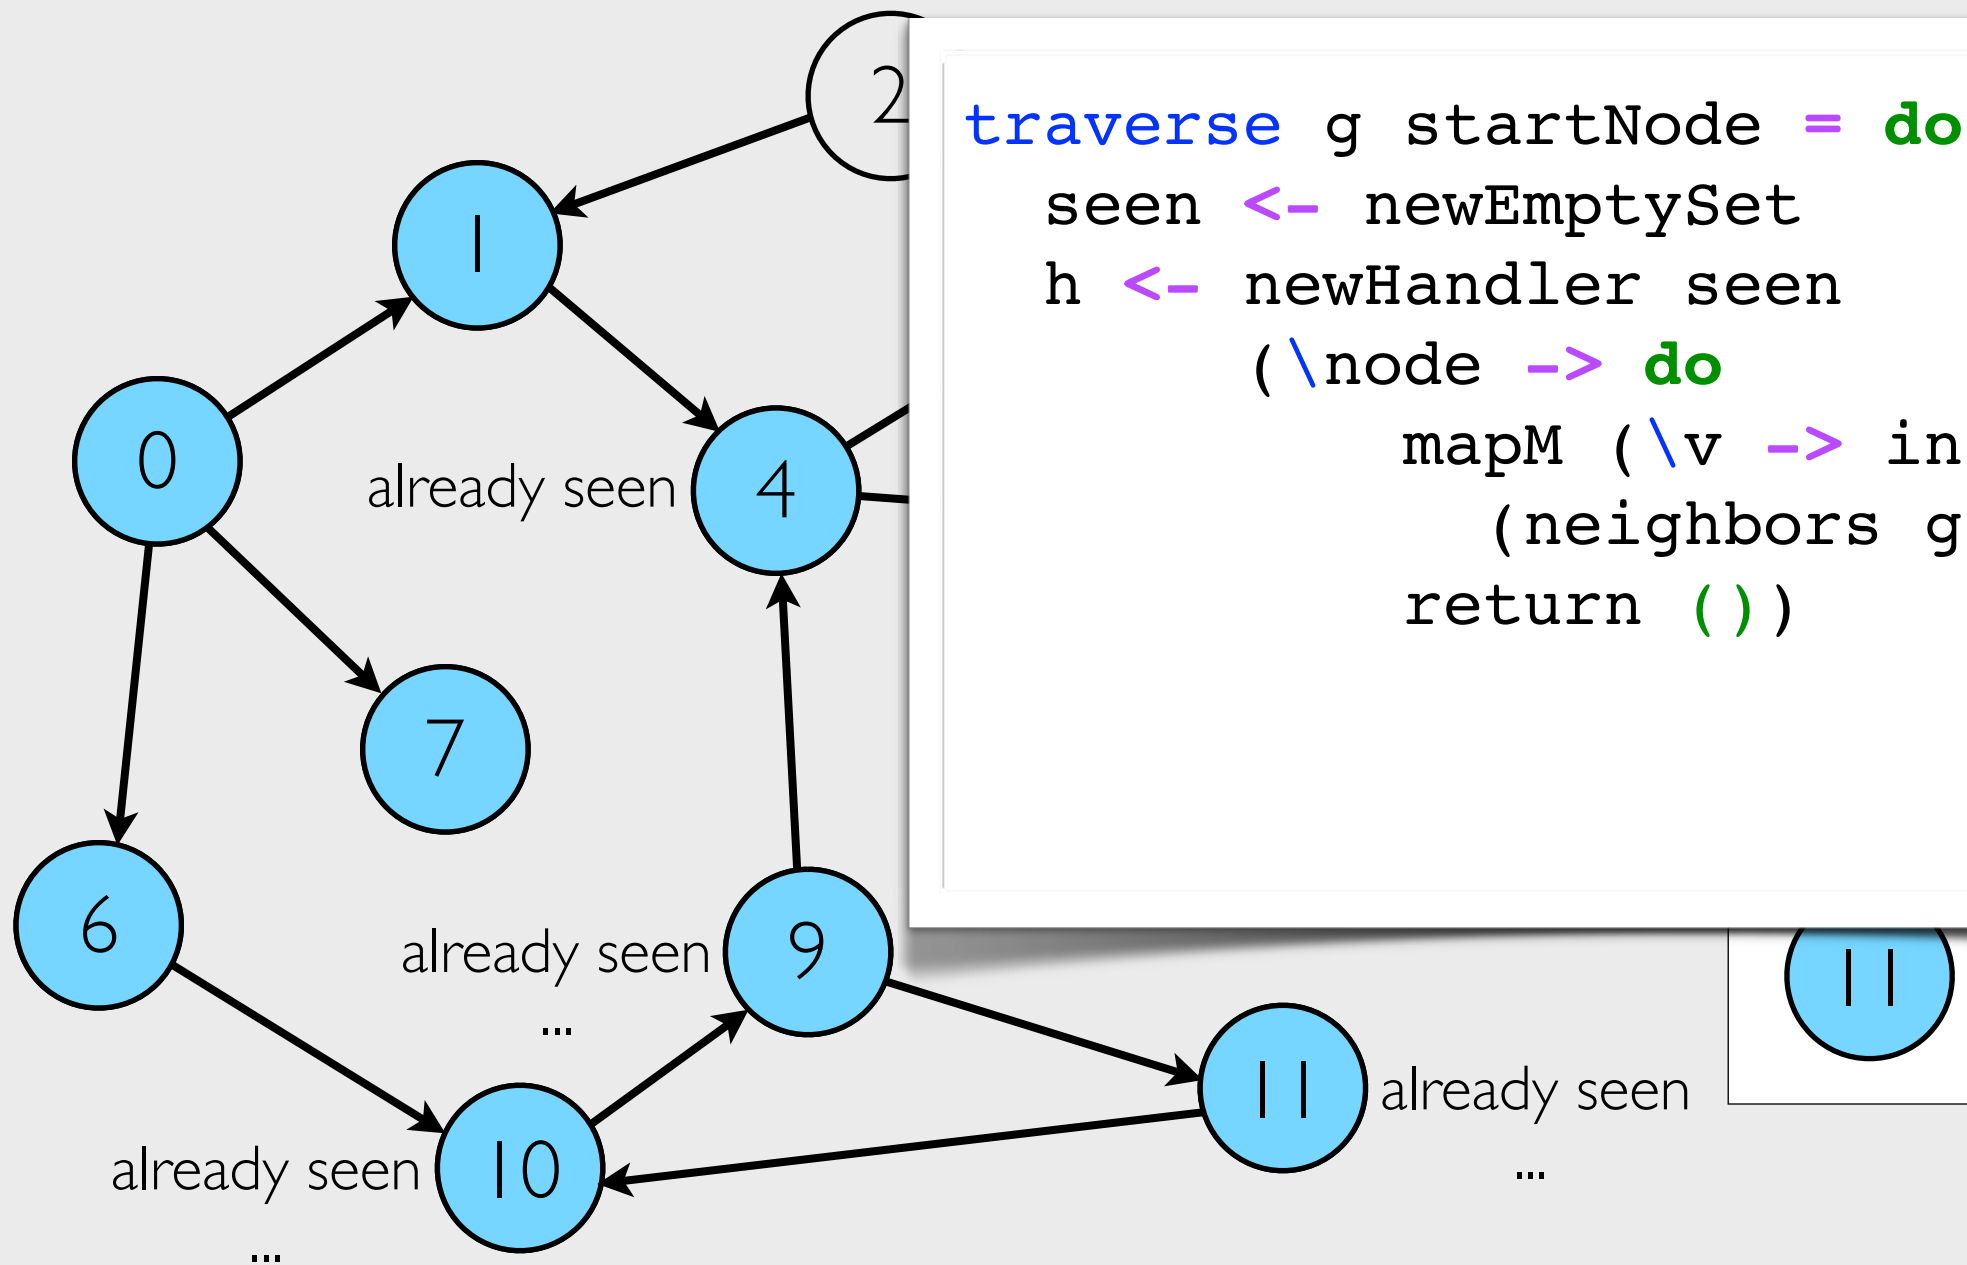 2
traverse g startNode = do
seen <- newEmptySet
h <- newHandler seen
(\node -> do
mapM (\v -> in
(neighbors g
return ())
1
0
already seen 4
7
6
already seen 9
...
11
11 already seen
...
already seen 10
...